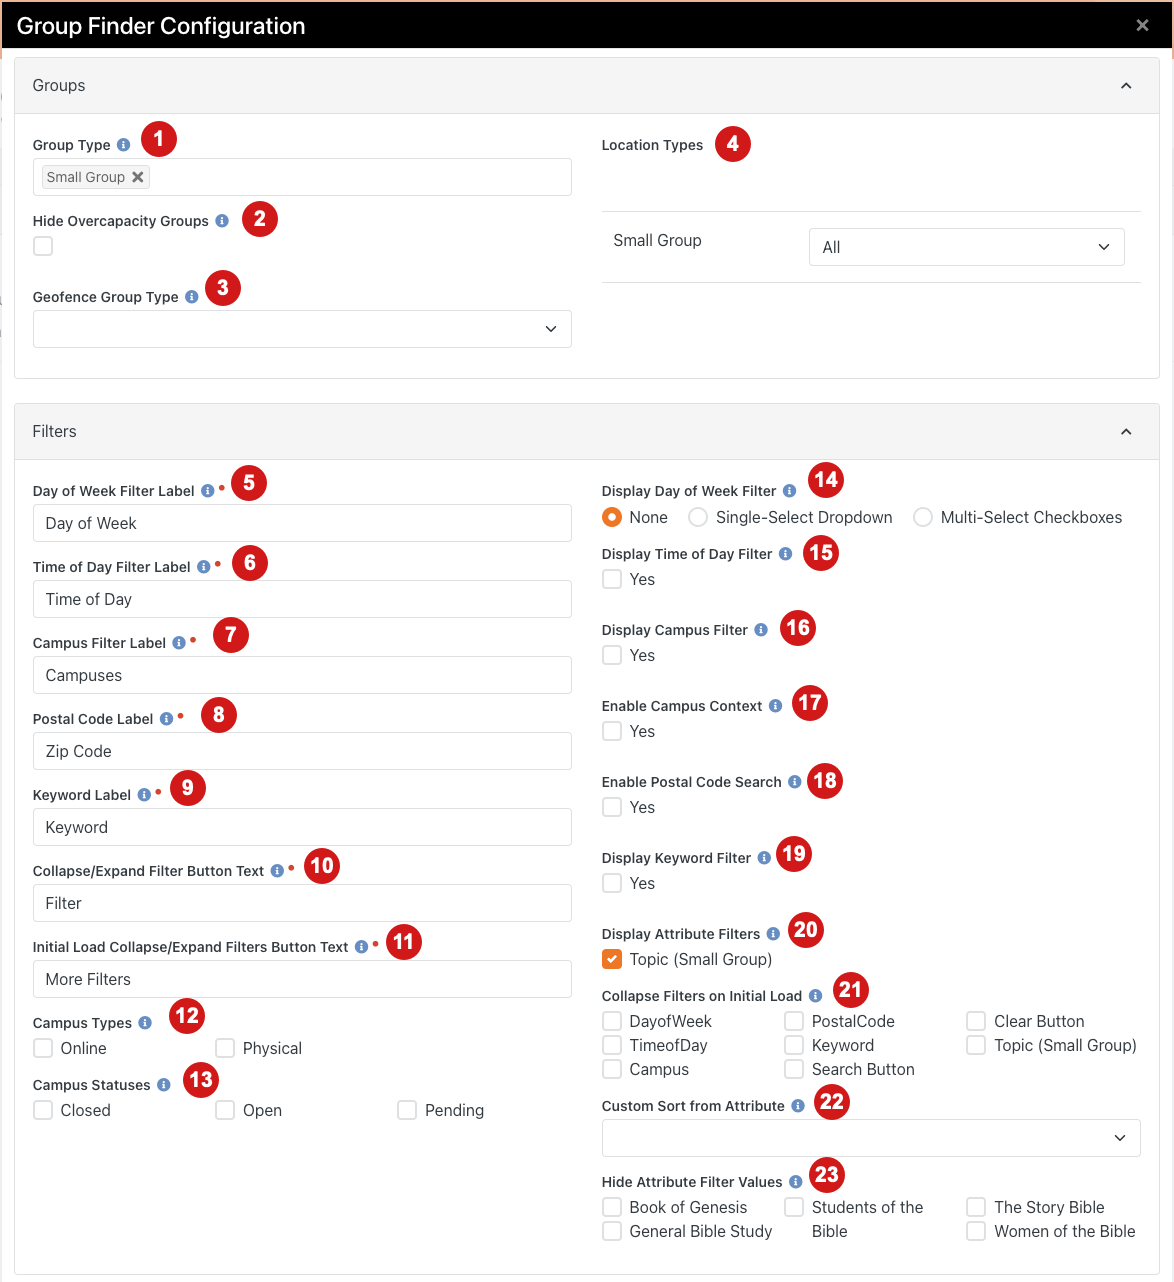 Group Finder Configuration
Groups
Group Type 1
Small Group
Hide Overcapacity Groups 2
Geofence Group Type 3
Location Types 4
Small Group All
Filters
Day of Week Filter Label 5
Day of Week
Time of Day Filter Label 6
Time of Day
Campus Filter Label 7
Campuses
Postal Code Label 8
Zip Code
Keyword Label 9
Keyword
Collapse/Expand Filter Button Text 10
Filter
Initial Load Collapse/Expand Filters Button Text 11
More Filters
Campus Types 12
Online Physical
Campus Statuses 13
Closed Open Pending
Display Day of Week Filter 14
None Single-Select Dropdown Multi-Select Checkboxes
Display Time of Day Filter 15
Yes
Display Campus Filter 16
Yes
Enable Campus Context 17
Yes
Enable Postal Code Search 18
Yes
Display Keyword Filter 19
Yes
Display Attribute Filters 20
Topic (Small Group)
Collapse Filters on Initial Load 21
DayofWeek PostalCode Clear Button
TimeofDay Keyword Topic (Small Group)
Campus Search Button
Custom Sort from Attribute 22
Hide Attribute Filter Values 23
Book of Genesis Students of the The Story Bible
General Bible Study Bible Women of the Bible